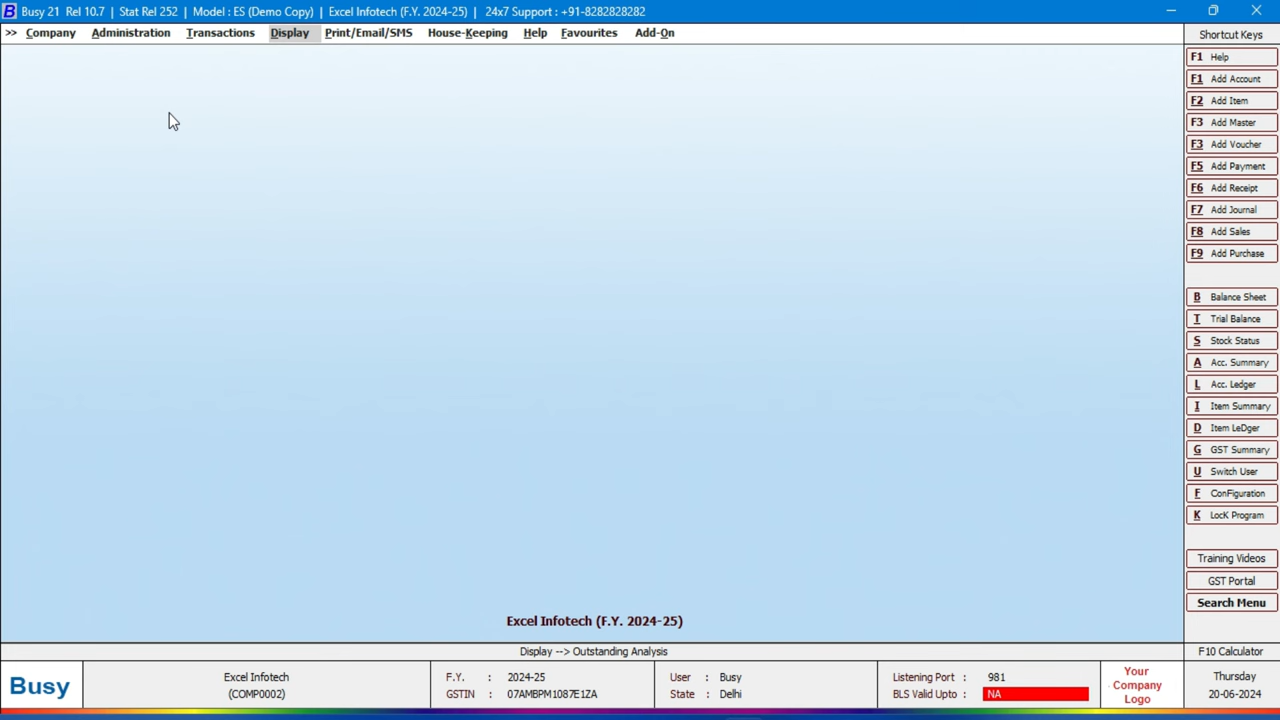 B Busy 21 Rel 10.7 | Stat Rel 252 | Model : ES (Demo Copy) | Excel Infotech (F.Y. 2024-25) | 24x7 Support : +91-8282828282
>> Company Administration Transactions Display Print/Email/SMS House-Keeping Help Favourites Add-On
Shortcut Keys
F1 Help
F1 Add Account
F2 Add Item
F3 Add Master
F3 Add Voucher
F5 Add Payment
F6 Add Receipt
F7 Add Journal
F8 Add Sales
F9 Add Purchase
B Balance Sheet
T Trial Balance
S Stock Status
A Acc. Summary
L Acc. Ledger
I Item Summary
D Item LeDger
G GST Summary
U Switch User
F ConFiguration
K LocK Program
Training Videos
GST Portal
Search Menu
Excel Infotech (F.Y. 2024-25)
Display --> Outstanding Analysis
F10 Calculator
Busy
Excel Infotech
(COMP0002)
F.Y. : 2024-25
GSTIN : 07AMBPM1087E1ZA
User : Busy
State : Delhi
Listening Port : 981
BLS Valid Upto : NA
Your
Company
Logo
Thursday
20-06-2024